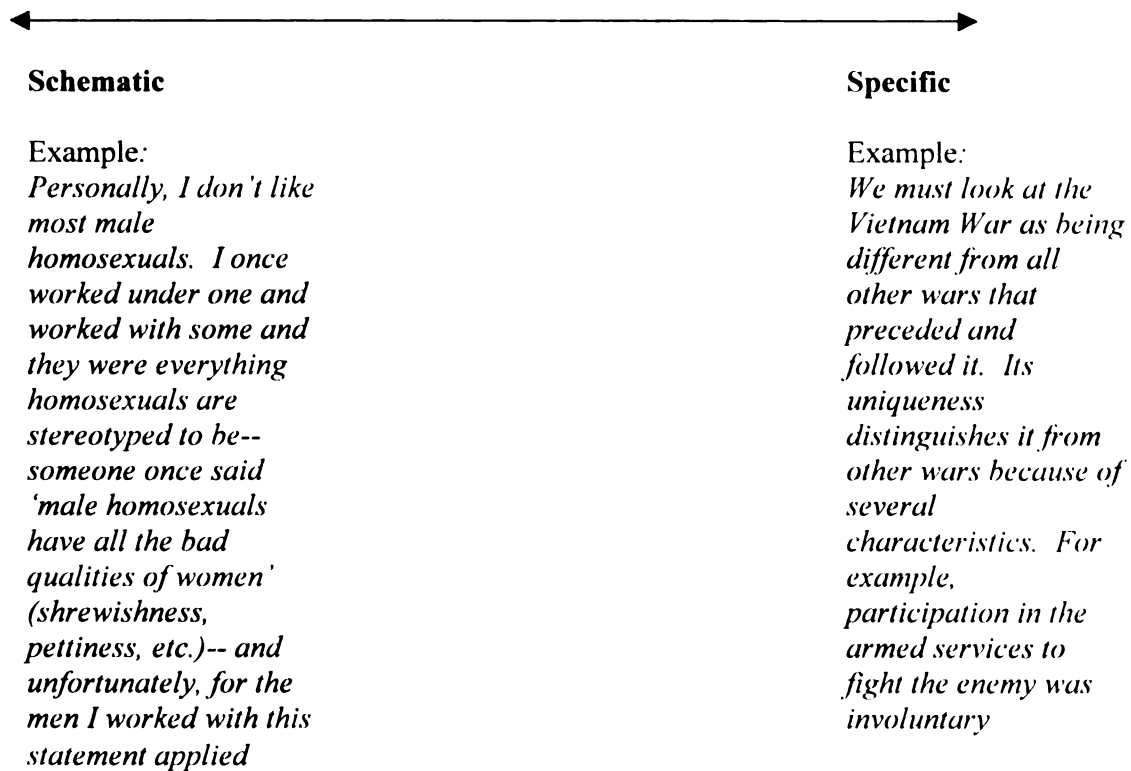 Schematic
Example:
Personally, I don't like
most male
homosexuals. I once
worked under one and
worked with some and
they were everything
homosexuals are
stereotyped to be--
someone once said
'male homosexuals
have all the bad
qualities of women'
(shrewishness,
pettiness, etc.)-- and
unfortunately, for the
men I worked with this
statement applied
Specific
Example:
We must look at the
Vietnam War as being
different from all
other wars that
preceded and
followed it. Its
uniqueness
distinguishes it from
other wars because of
several
characteristics. For
example,
participation in the
armed services to
fight the enemy was
involuntary